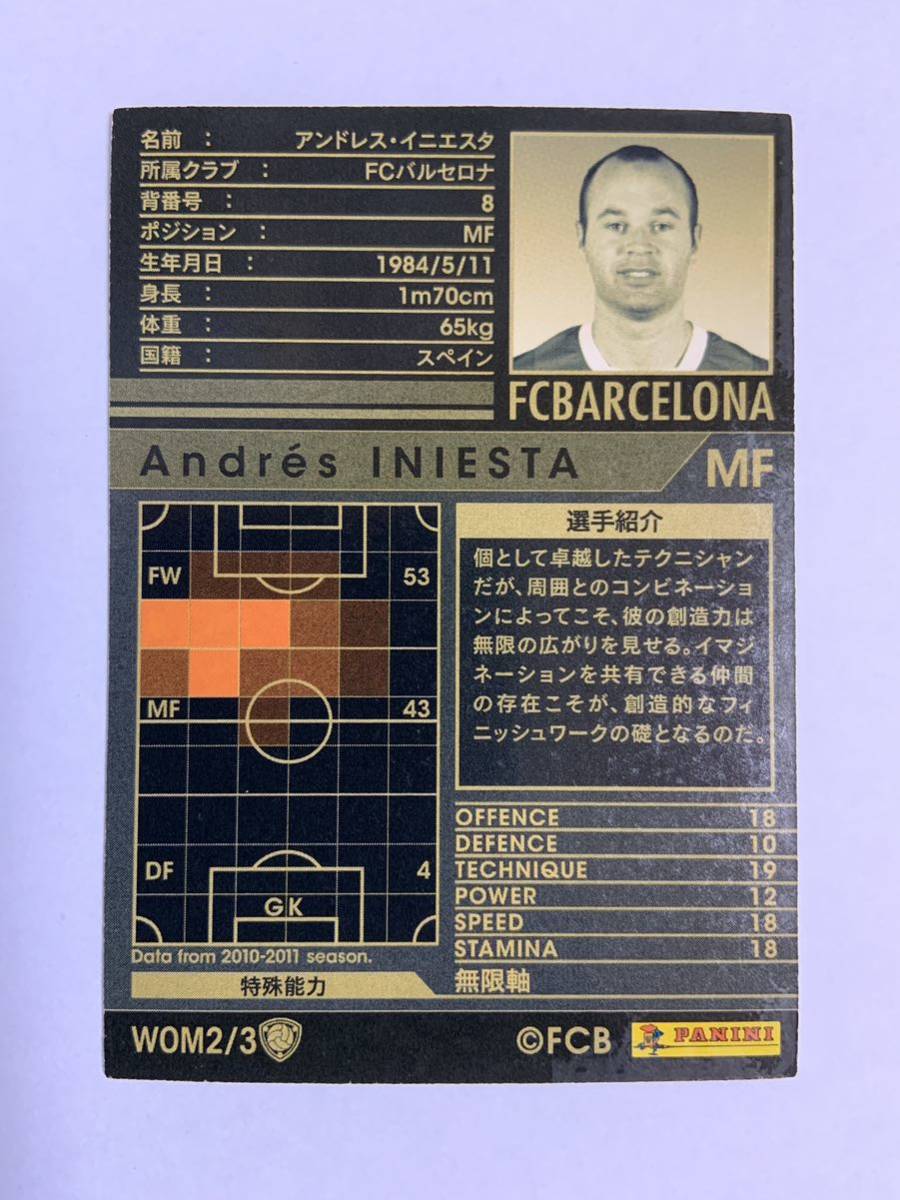 名前 : アンドレス・イニエスタ
所属クラブ : FCバルセロナ
背番号 : 8
ポジション : MF
生年月日 : 1984/5/11
身長 : 1m70cm
体重 : 65kg
国籍 : スペイン
FCBARCELONA
Andrés INIESTA MF
FW 53
MF 43
DF 4
GK
Data from 2010-2011 season.
選手紹介
個として卓越したテクニシャン
だが、周囲とのコンビネーショ
ンによってこそ、彼の創造力は
無限の広がりを見せる。イマジ
ネーションを共有できる仲間
の存在こそが、創造的なフィ
ニッシュワークの礎となるのだ。
OFFENCE 18
DEFENCE 10
TECHNIQUE 19
POWER 12
SPEED 18
STAMINA 18
特殊能力 無限軸
WOM2/3 ©FCB PANINI